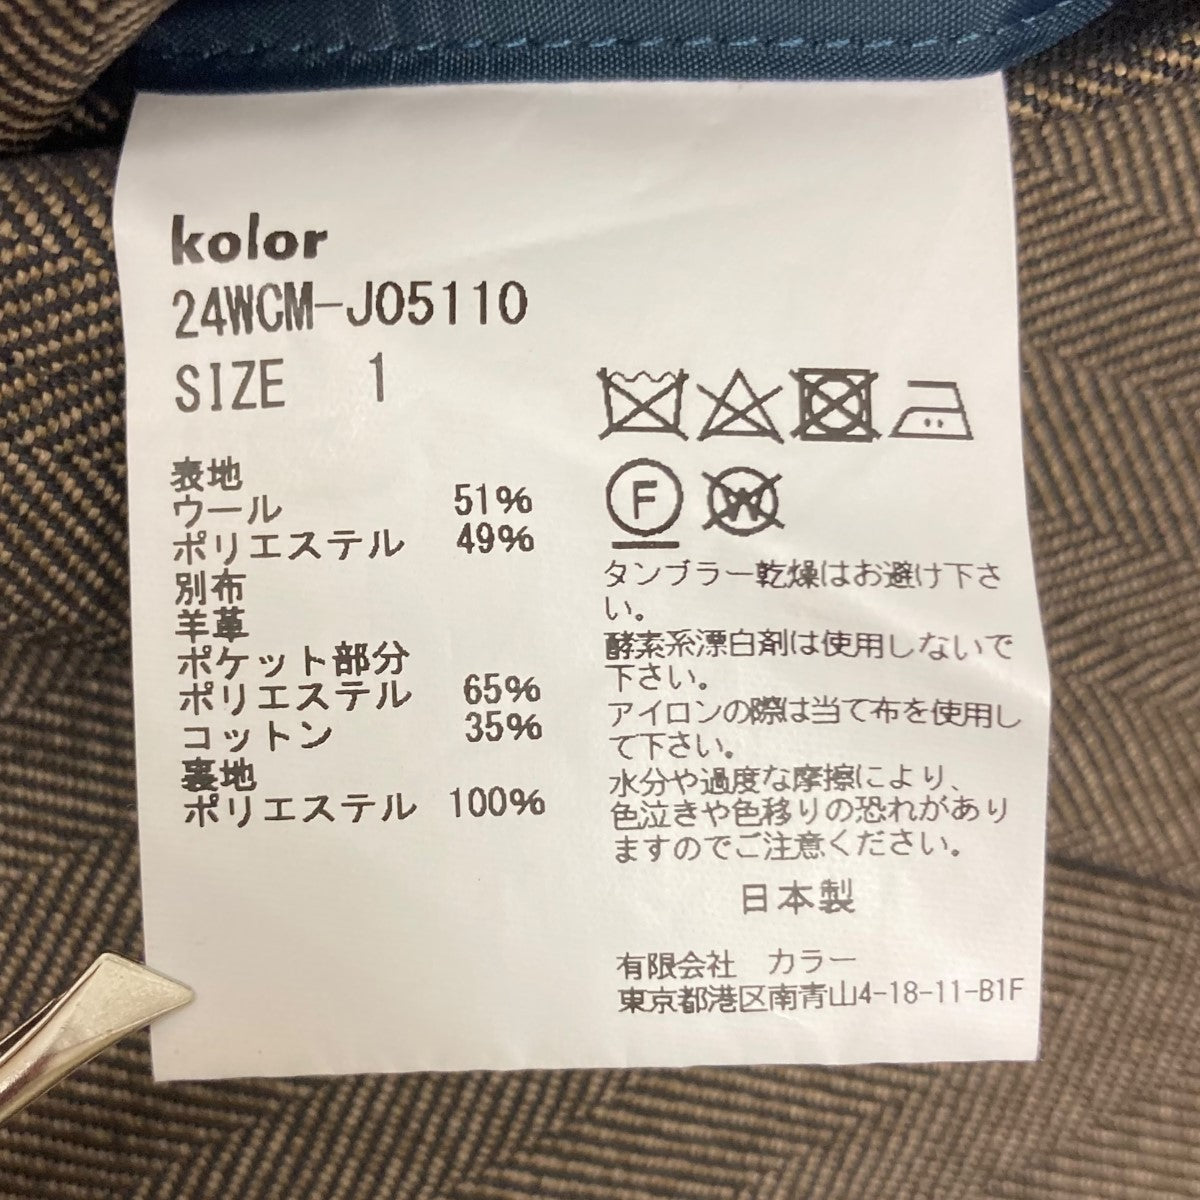 kolor
24WCM-J05110
SIZE 1
表地
ウール 51%
ポリエステル 49%
別布
羊革
ポケット部分
ポリエステル 65%
コットン 35%
裏地
ポリエステル 100%
F
W
タンブラー乾燥はお避け下さ
い。
酵素系漂白剤は使用しないで
下さい。
アイロンの際は当て布を使用し
て下さい。
水分や過度な摩擦により、
色泣きや色移りの恐れがあり
ますのでご注意ください。
日本製
有限会社 カラー
東京都港区南青山4-18-11-B1F